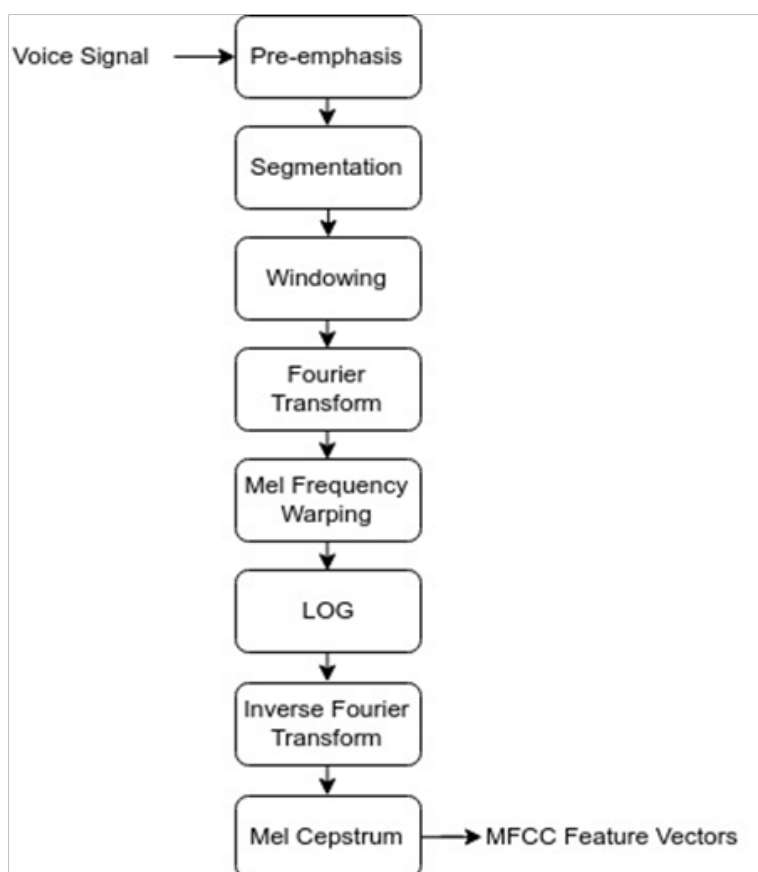 Voice Signal
Pre-emphasis
Segmentation
Windowing
Fourier
Transform
Mel Frequency
Warping
LOG
Inverse Fourier
Transform
Mel Cepstrum
MFCC Feature Vectors